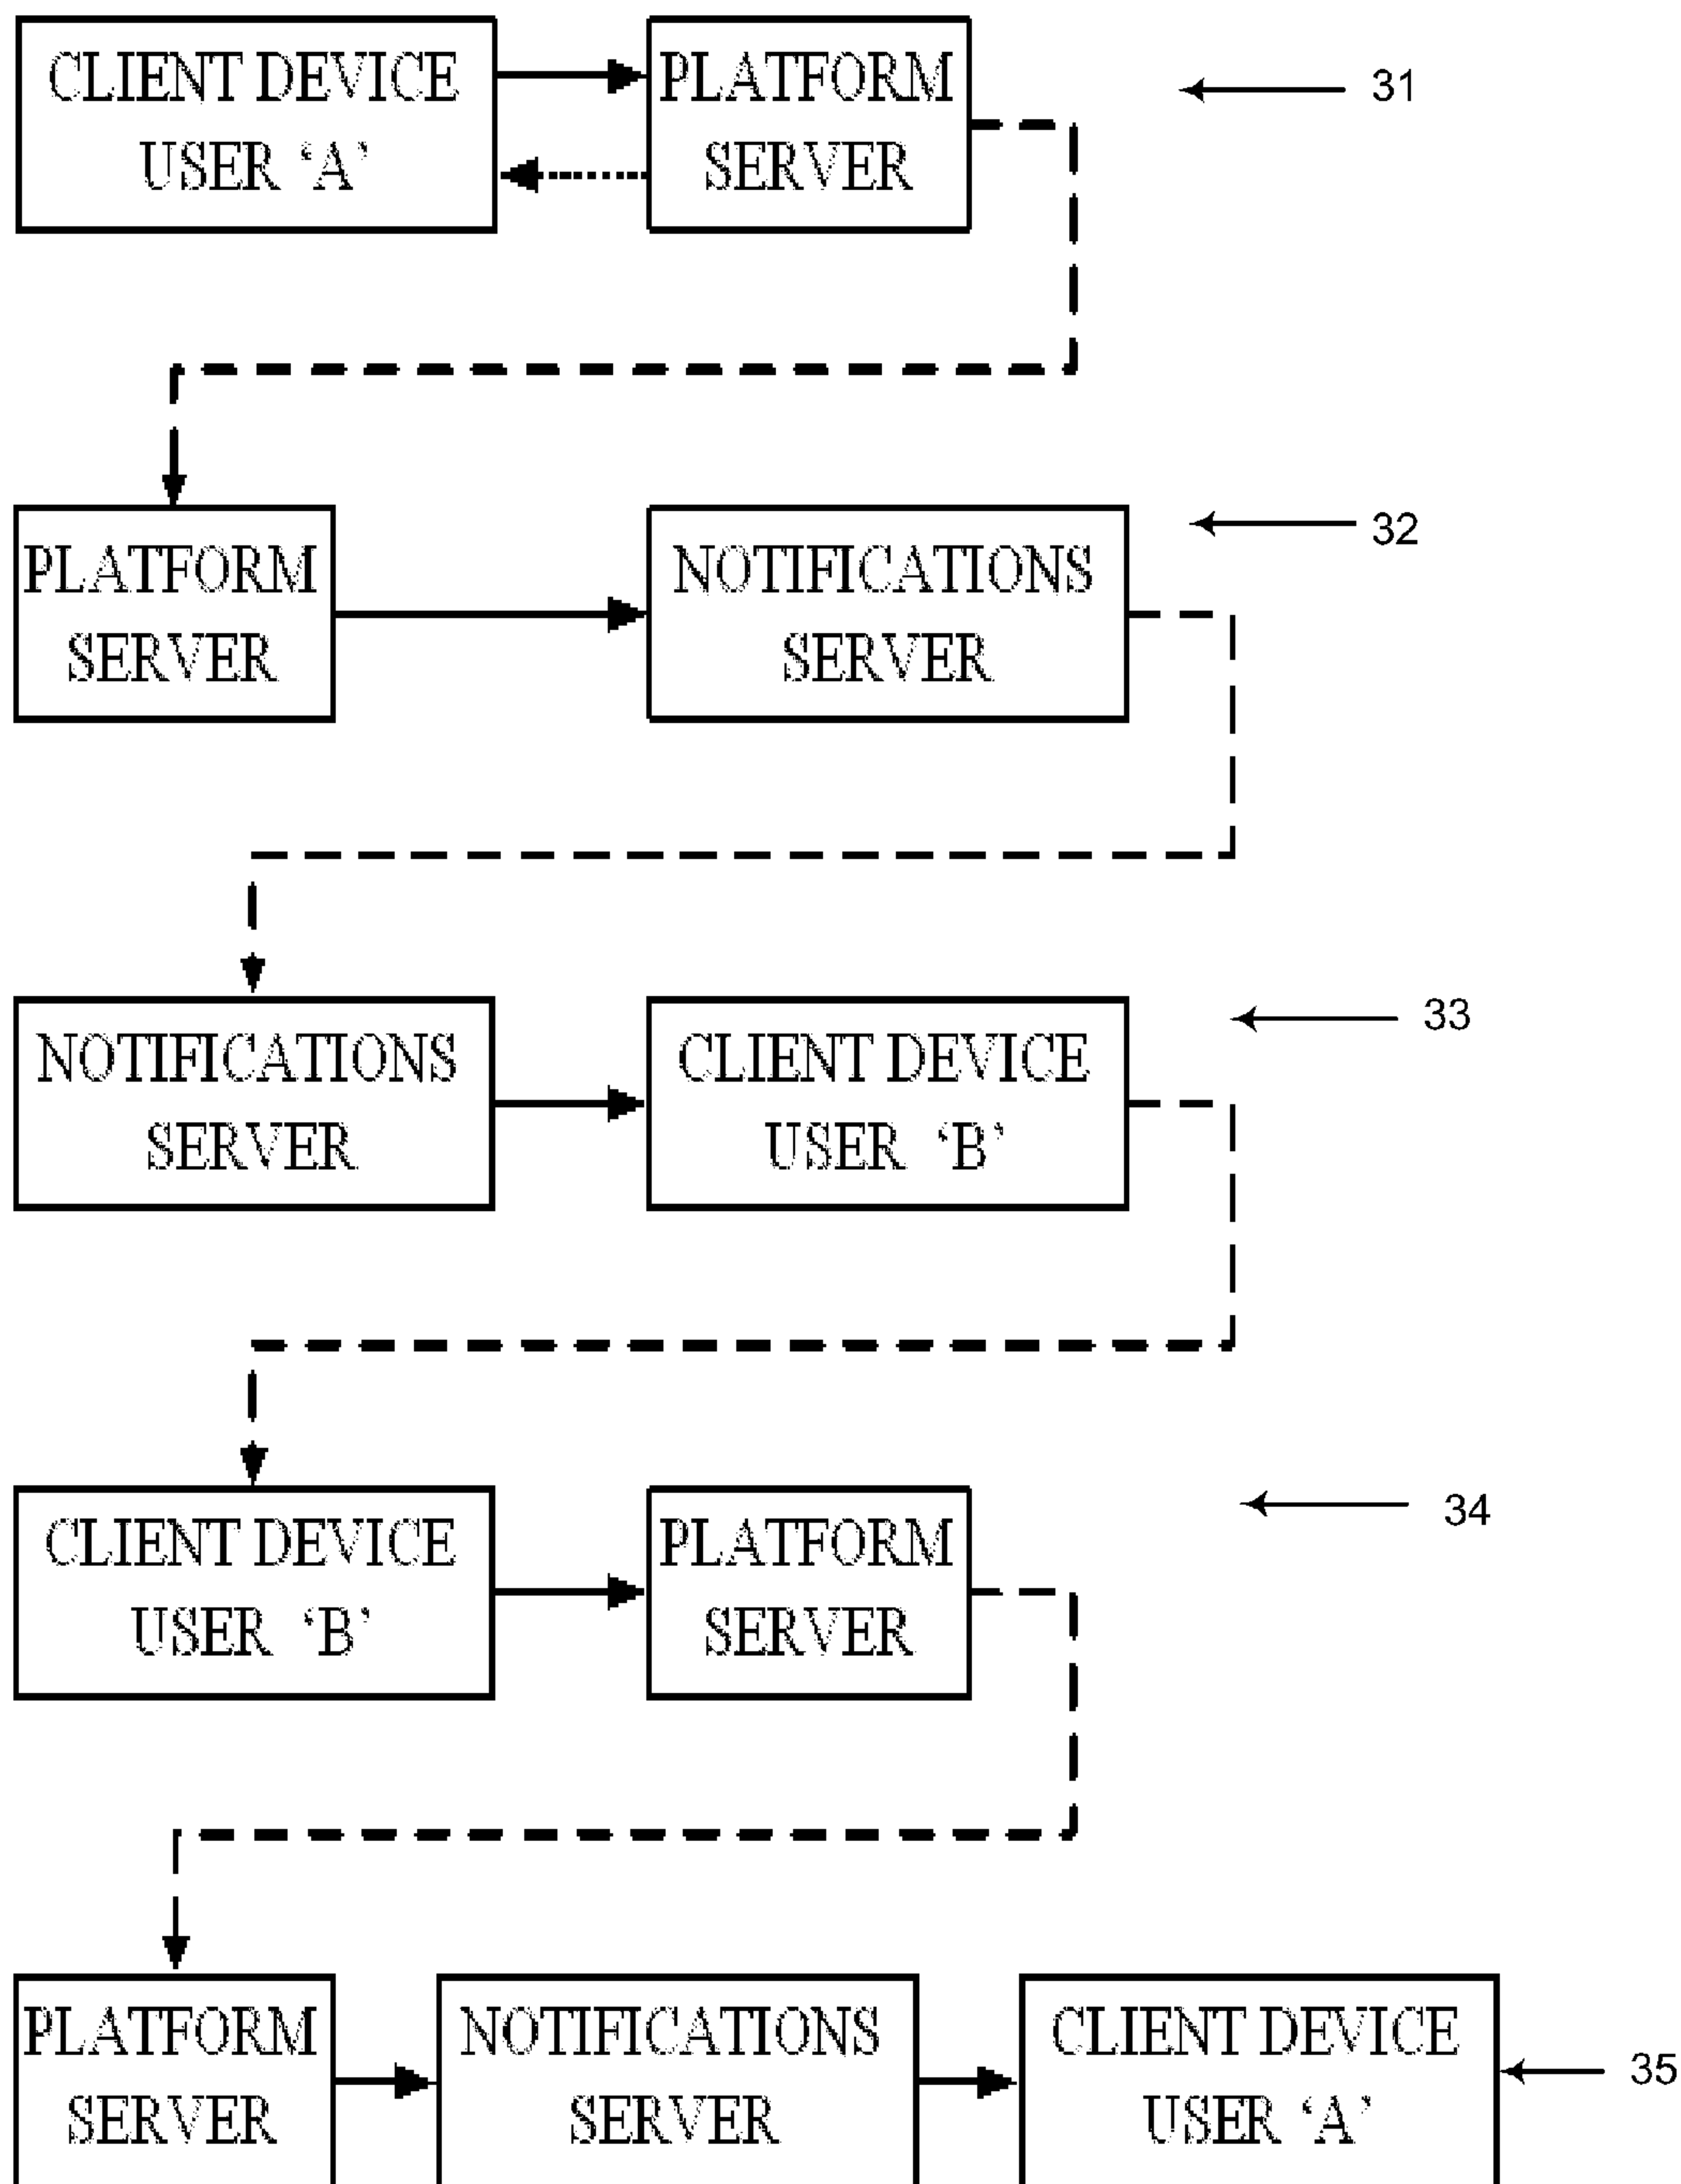 CLIENT DEVICE
USER ‘A’
PLATFORM
SERVER
31
PLATFORM
SERVER
NOTIFICATIONS
SERVER
32
NOTIFICATIONS
SERVER
CLIENT DEVICE
USER ‘B’
33
CLIENT DEVICE
USER ‘B’
PLATFORM
SERVER
34
PLATFORM
SERVER
NOTIFICATIONS
SERVER
CLIENT DEVICE
USER ‘A’
35